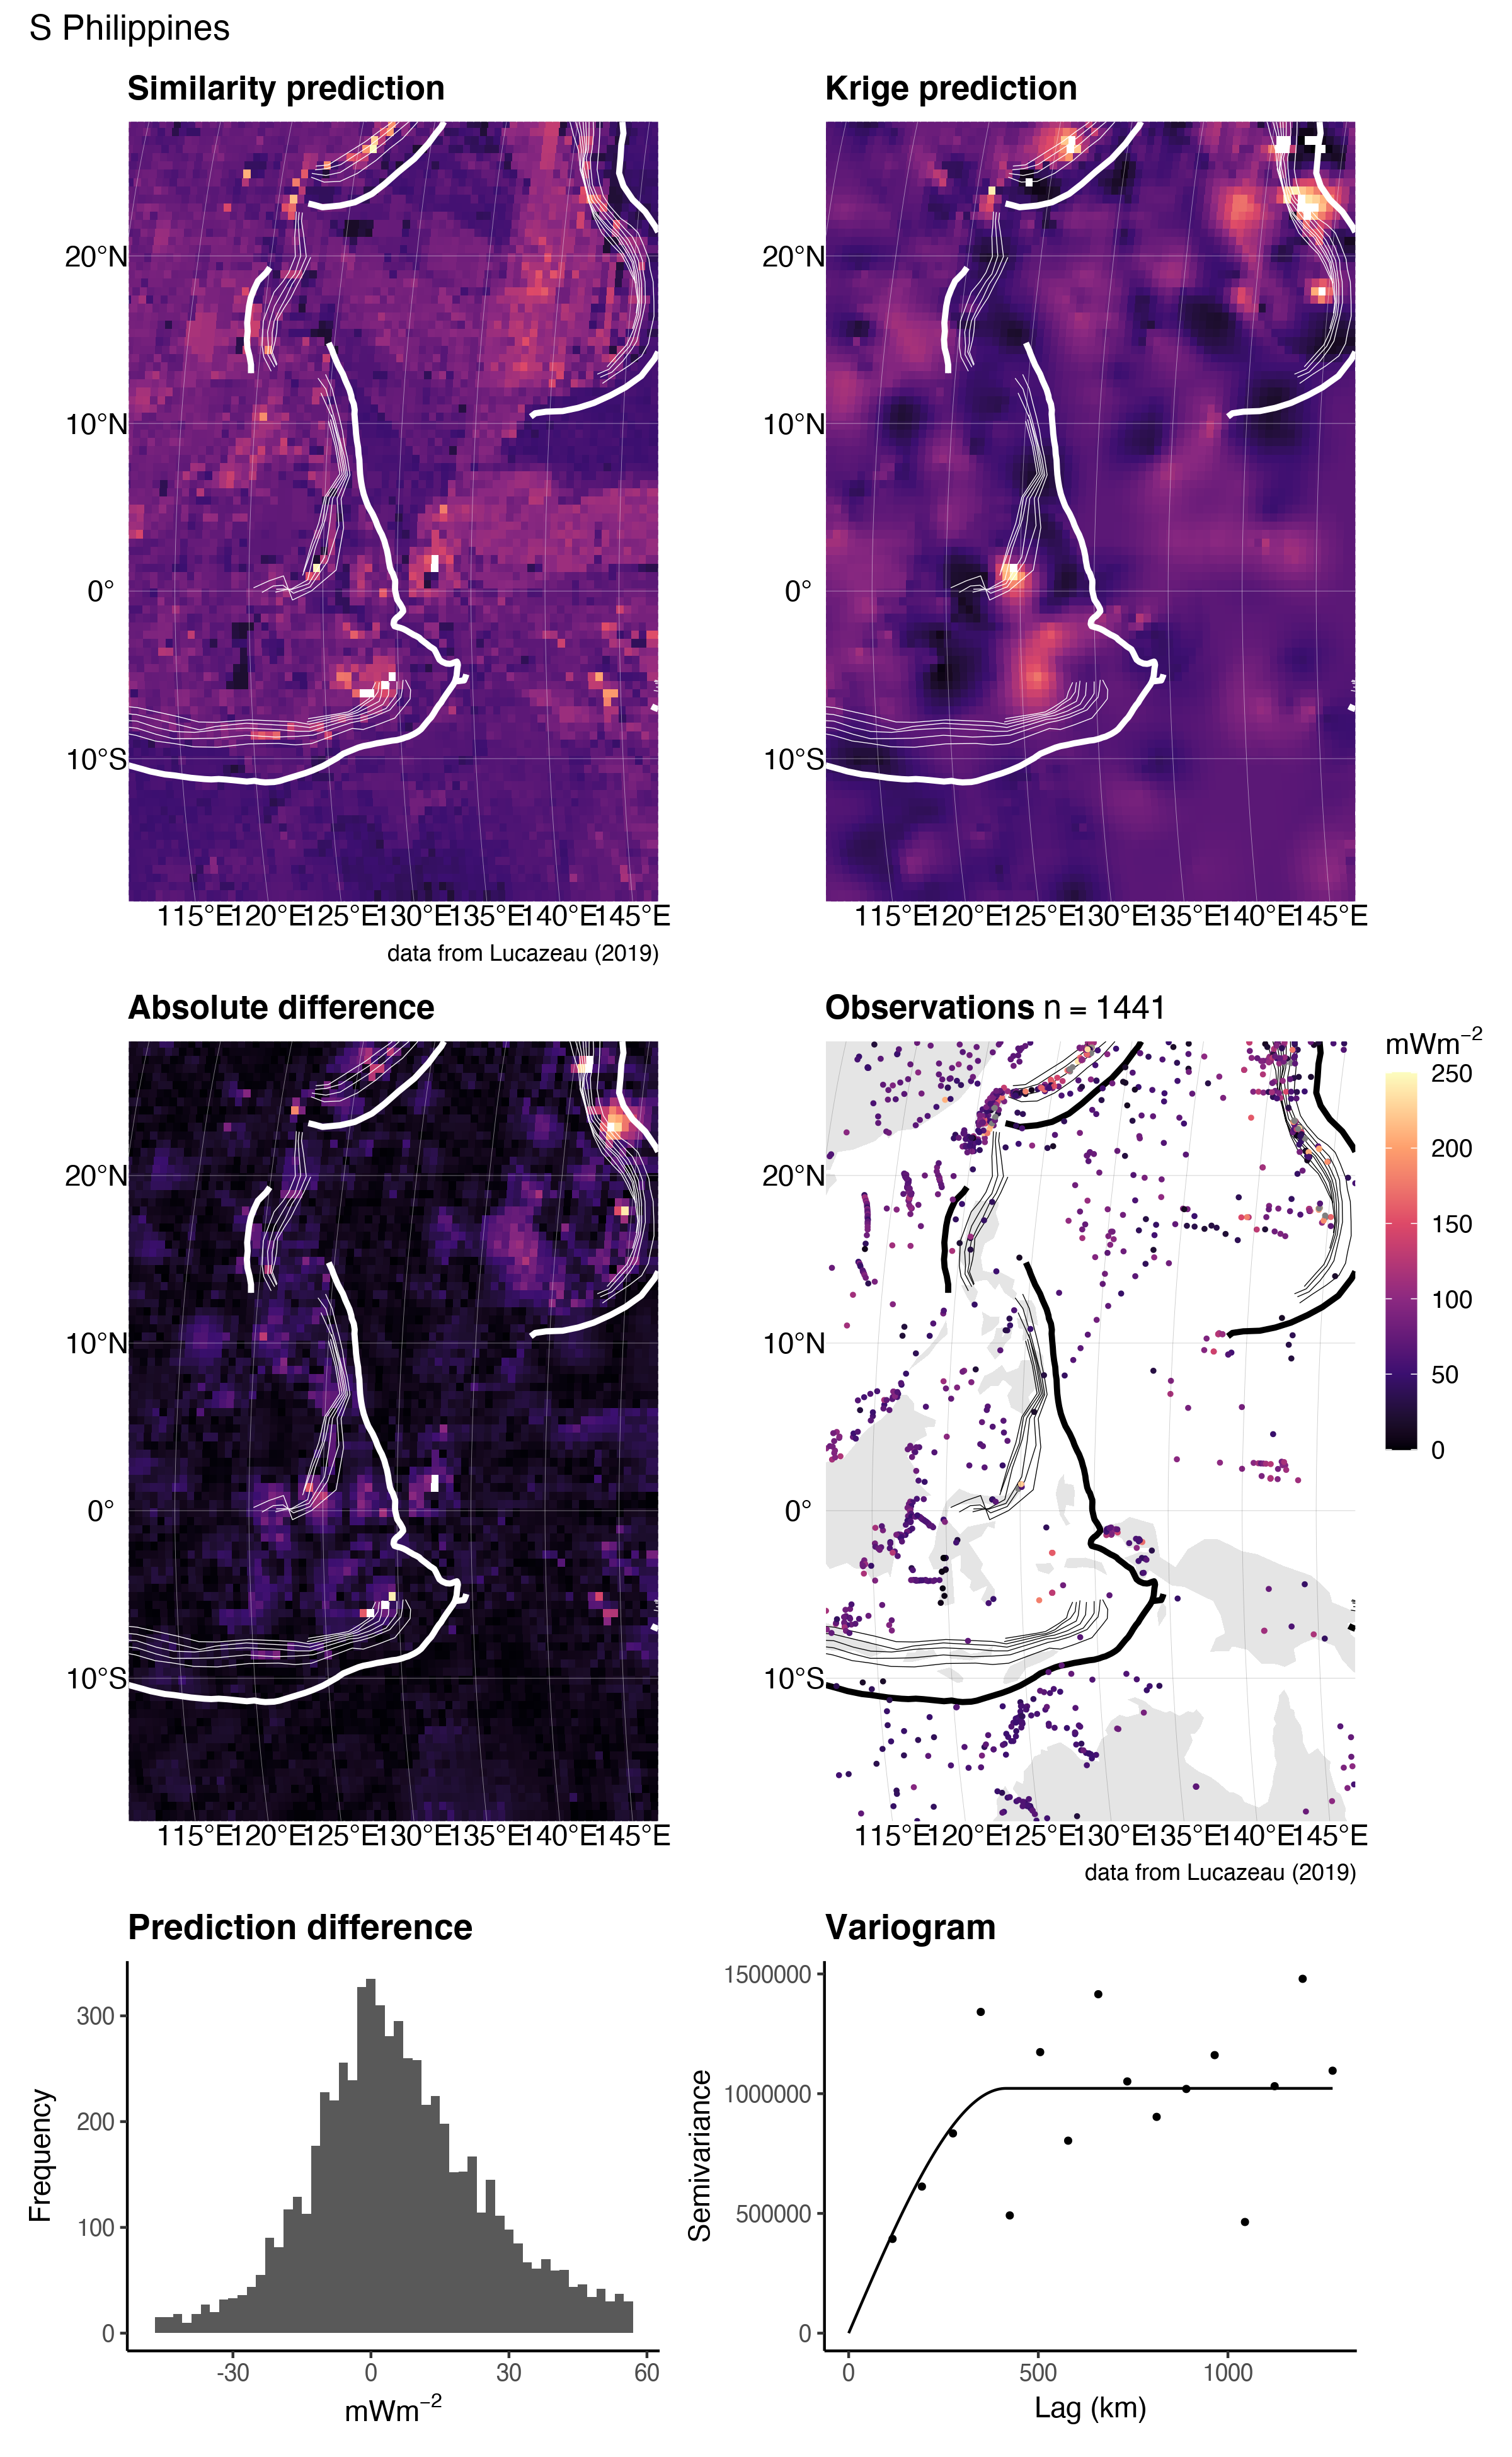 S Philippines
Similarity prediction
Krige prediction
20°N
10°N
0°
10°S
115°E 120°E 125°E 130°E 135°E 140°E 145°E
data from Lucazeau (2019)
20°N
10°N
0°
10°S
115°E 120°E 125°E 130°E 135°E 140°E 145°E
Absolute difference
Observations n = 1441
20°N
10°N
0°
10°S
115°E 120°E 125°E 130°E 135°E 140°E 145°E
20°N
10°N
0°
10°S
115°E 120°E 125°E 130°E 135°E 140°E 145°E
data from Lucazeau (2019)
mWm⁻²
250
200
150
100
50
0
Prediction difference
Frequency
300
200
100
0
-30 0 30 60
mWm⁻²
Variogram
Semivariance
1500000
1000000
500000
0
0 500 1000
Lag (km)